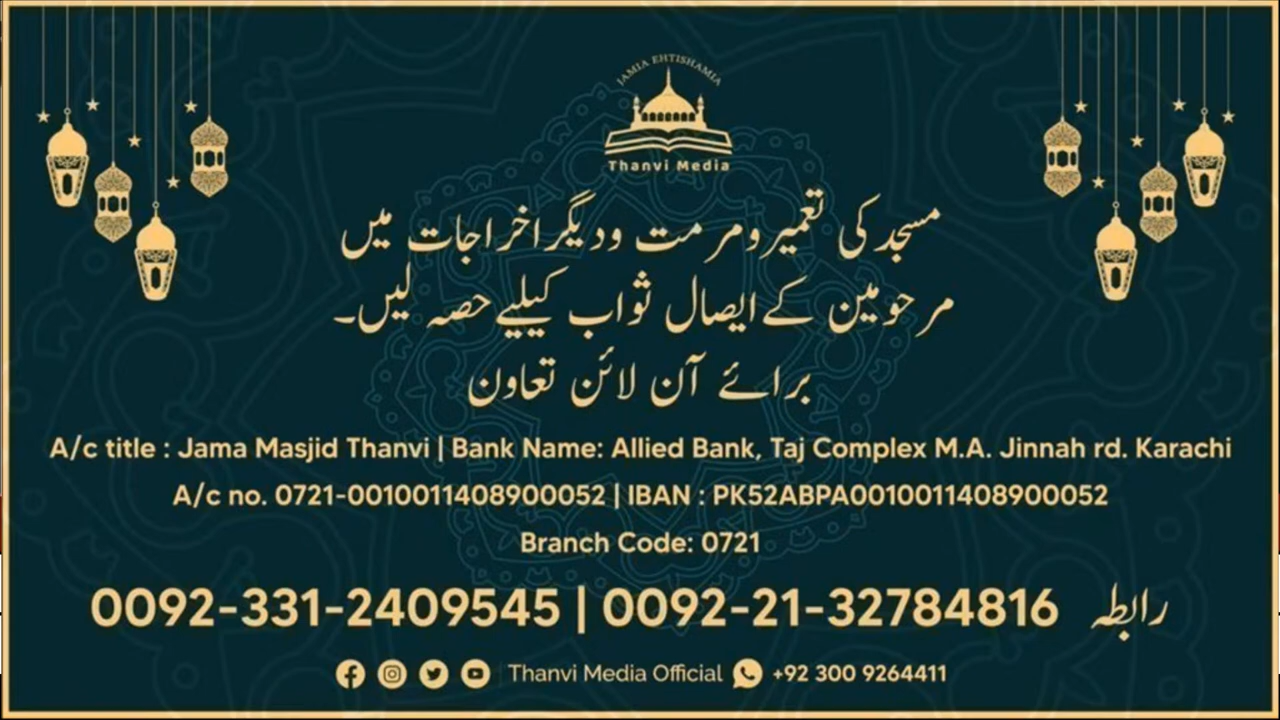 JAMIA EHTISHAMIA
Thanvi Media
مسجد کی تعمیر و مرمت و دیگر اخراجات میں
مرحومین کے ایصال ثواب کیلیے حصہ لیں۔
برائے آن لائن تعاون
A/c title : Jama Masjid Thanvi | Bank Name: Allied Bank, Taj Complex M.A. Jinnah rd. Karachi
A/c no. 0721-0010011408900052 | IBAN : PK52ABPA0010011408900052
Branch Code: 0721
رابطہ 0092-331-2409545 | 0092-21-32784816
Thanvi Media Official +92 300 9264411